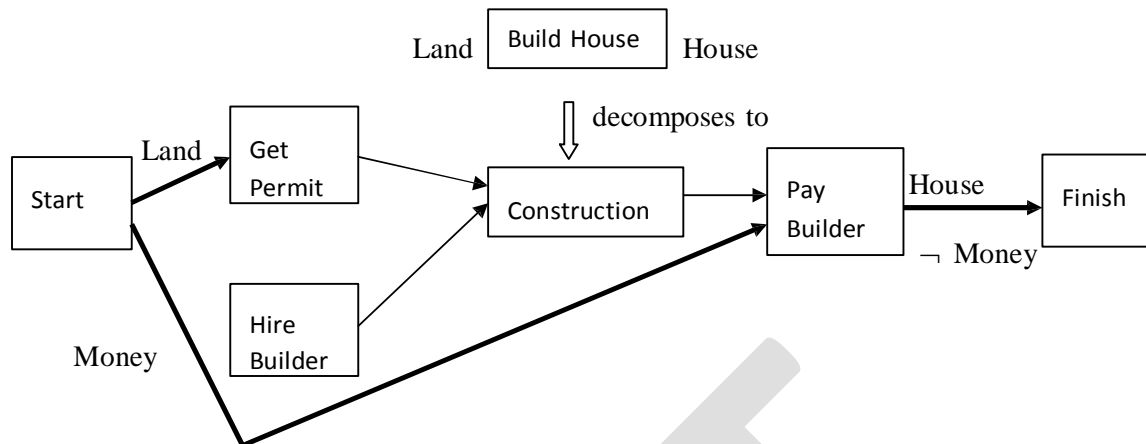 Land
Build House
House
decomposes to
Land
Get
Permit
Start
Construction
Pay
Builder
House
Finish
¬ Money
Hire
Builder
Money